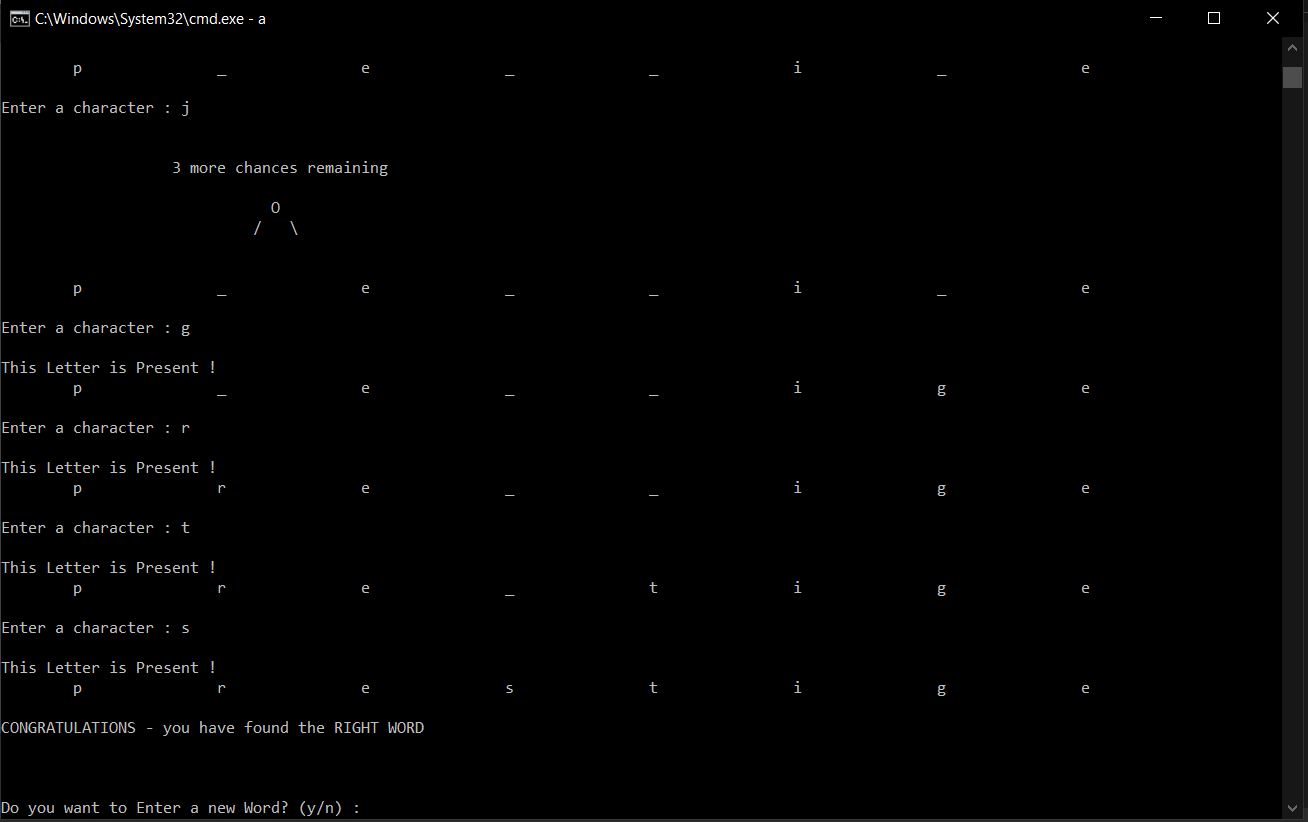 C:\Windows\System32\cmd.exe - a
p _ e _ _ i _ e
Enter a character : j
3 more chances remaining
O
/ \
p _ e _ _ i _ e
Enter a character : g
This Letter is Present !
p _ e _ _ i g e
Enter a character : r
This Letter is Present !
p r e _ _ i g e
Enter a character : t
This Letter is Present !
p r e _ t i g e
Enter a character : s
This Letter is Present !
p r e s t i g e
CONGRATULATIONS - you have found the RIGHT WORD
Do you want to Enter a new Word? (y/n) :